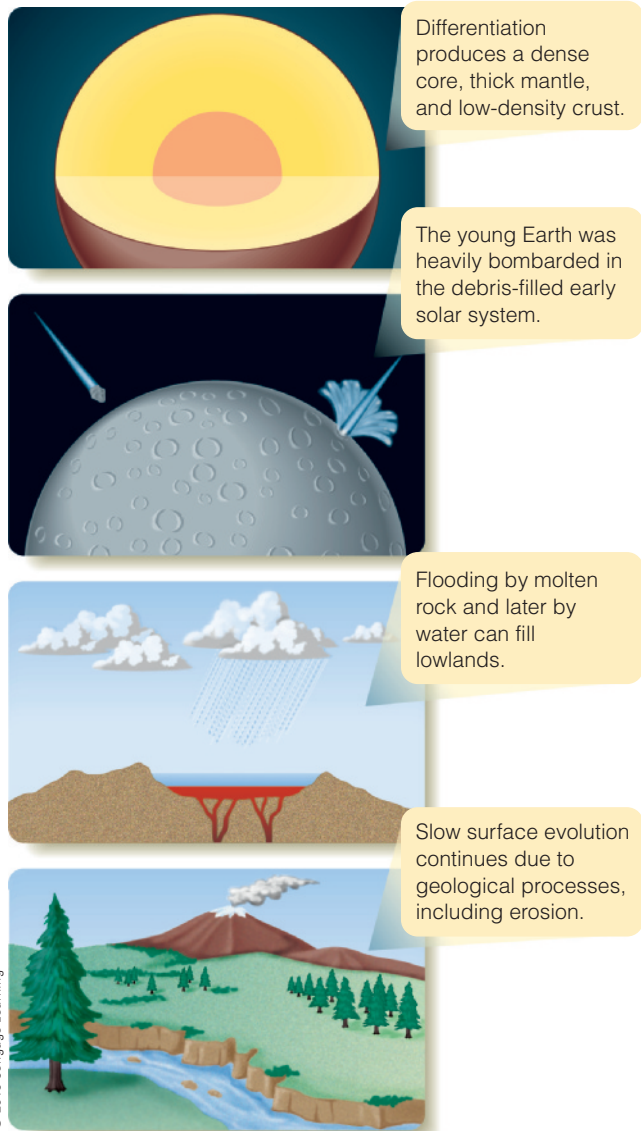 Differentiation
produces a dense
core, thick mantle,
and low-density crust.
The young Earth was
heavily bombarded in
the debris-filled early
solar system.
Flooding by molten
rock and later by
water can fill
lowlands.
Slow surface evolution
continues due to
geological processes,
including erosion.
Learning